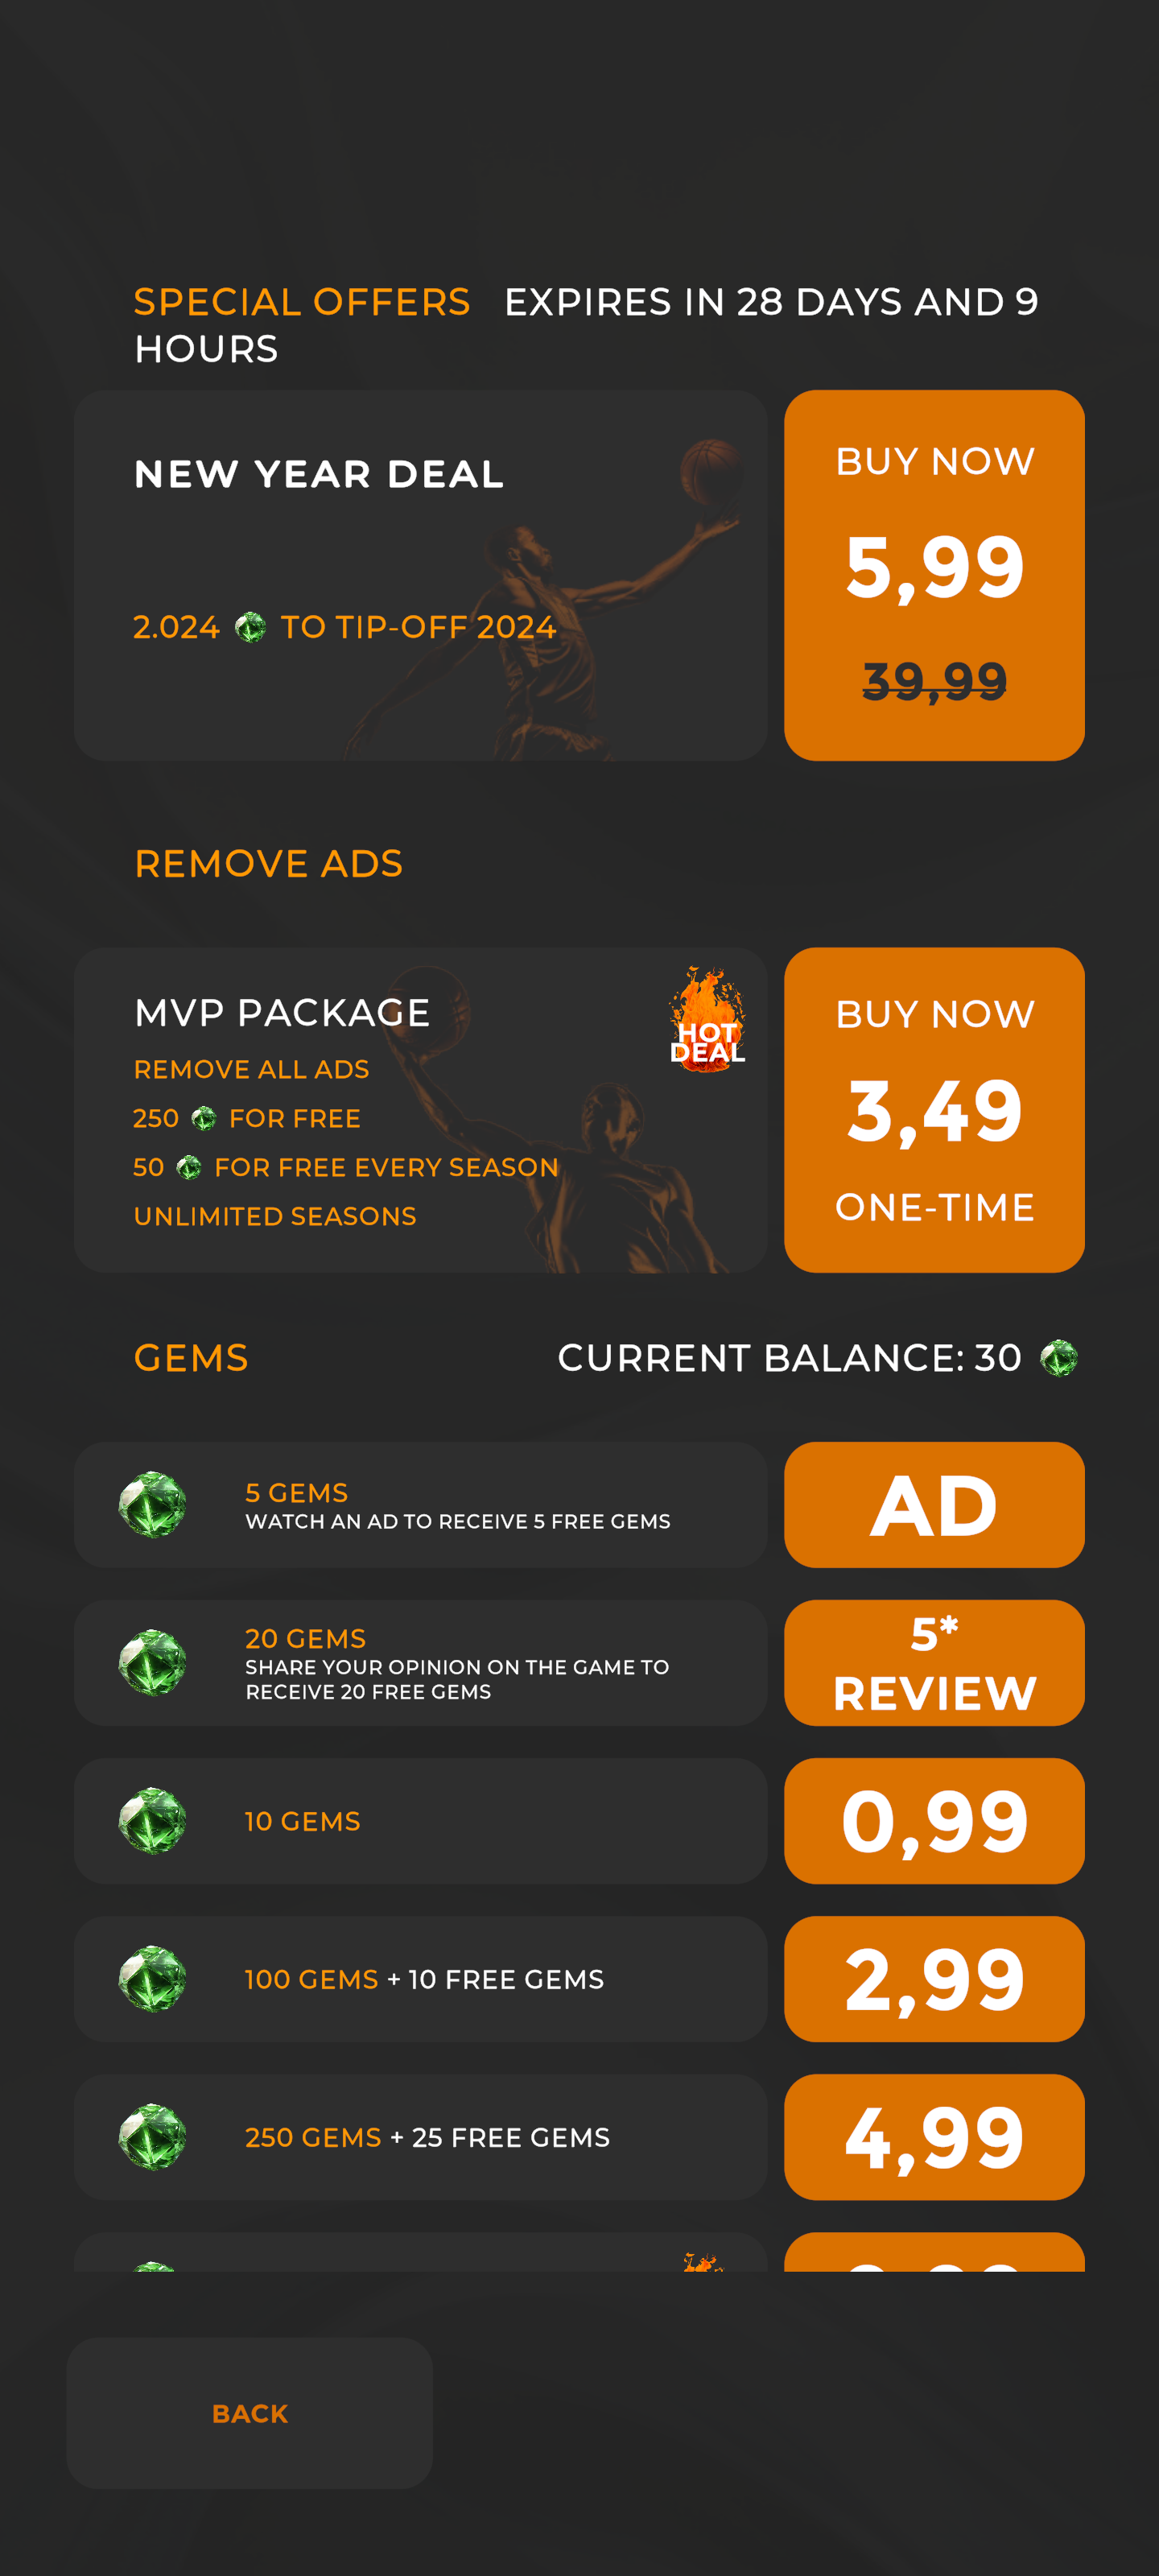 SPECIAL OFFERS EXPIRES IN 28 DAYS AND 9
HOURS
NEW YEAR DEAL
2.024 TO TIP-OFF 2024
BUY NOW
5,99
39,99
REMOVE ADS
MVP PACKAGE
REMOVE ALL ADS
250 FOR FREE
50 FOR FREE EVERY SEASON
UNLIMITED SEASONS
HOT
DEAL
BUY NOW
3,49
ONE-TIME
GEMS
CURRENT BALANCE: 30
5 GEMS
WATCH AN AD TO RECEIVE 5 FREE GEMS
AD
20 GEMS
SHARE YOUR OPINION ON THE GAME TO
RECEIVE 20 FREE GEMS
5*
REVIEW
10 GEMS
0,99
100 GEMS + 10 FREE GEMS
2,99
250 GEMS + 25 FREE GEMS
4,99
BACK